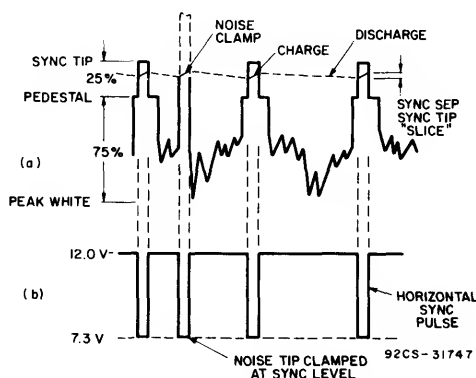 NOISE
CLAMP
DISCHARGE
SYNC TIP
CHARGE
25%
PEDESTAL
SYNC SEP
SYNC TIP
"SLICE"
75%
(a)
PEAK WHITE
12.0 V
(b)
HORIZONTAL
SYNC
PULSE
7.3 V
NOISE TIP CLAMPED
AT SYNC LEVEL
92CS-31747